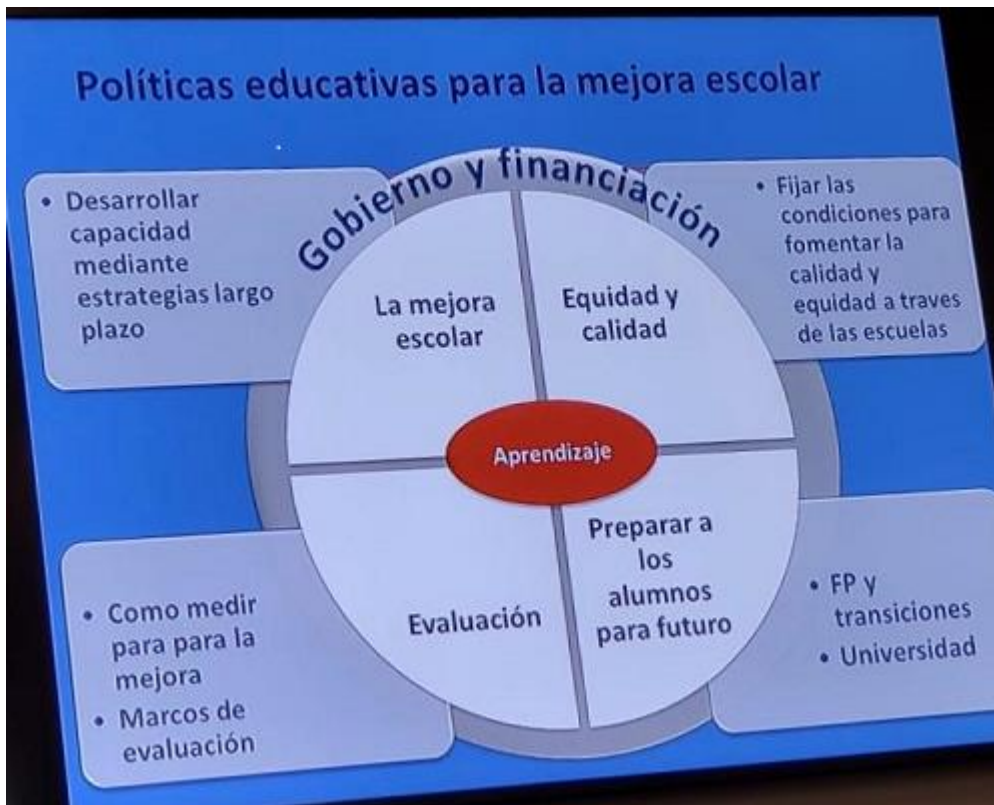 Políticas educativas para la mejora escolar
Gobierno y financiación
• Desarrollar
capacidad
mediante
estrategias largo
plazo
La mejora
escolar
Equidad y
calidad
• Fijar las
condiciones para
fomentar la
calidad y
equidad a traves
de las escuelas
Aprendizaje
• Como medir
para para la
mejora
• Marcos de
evaluación
Evaluación
Preparar a
los
alumnos
para futuro
• FP y
transiciones
• Universidad